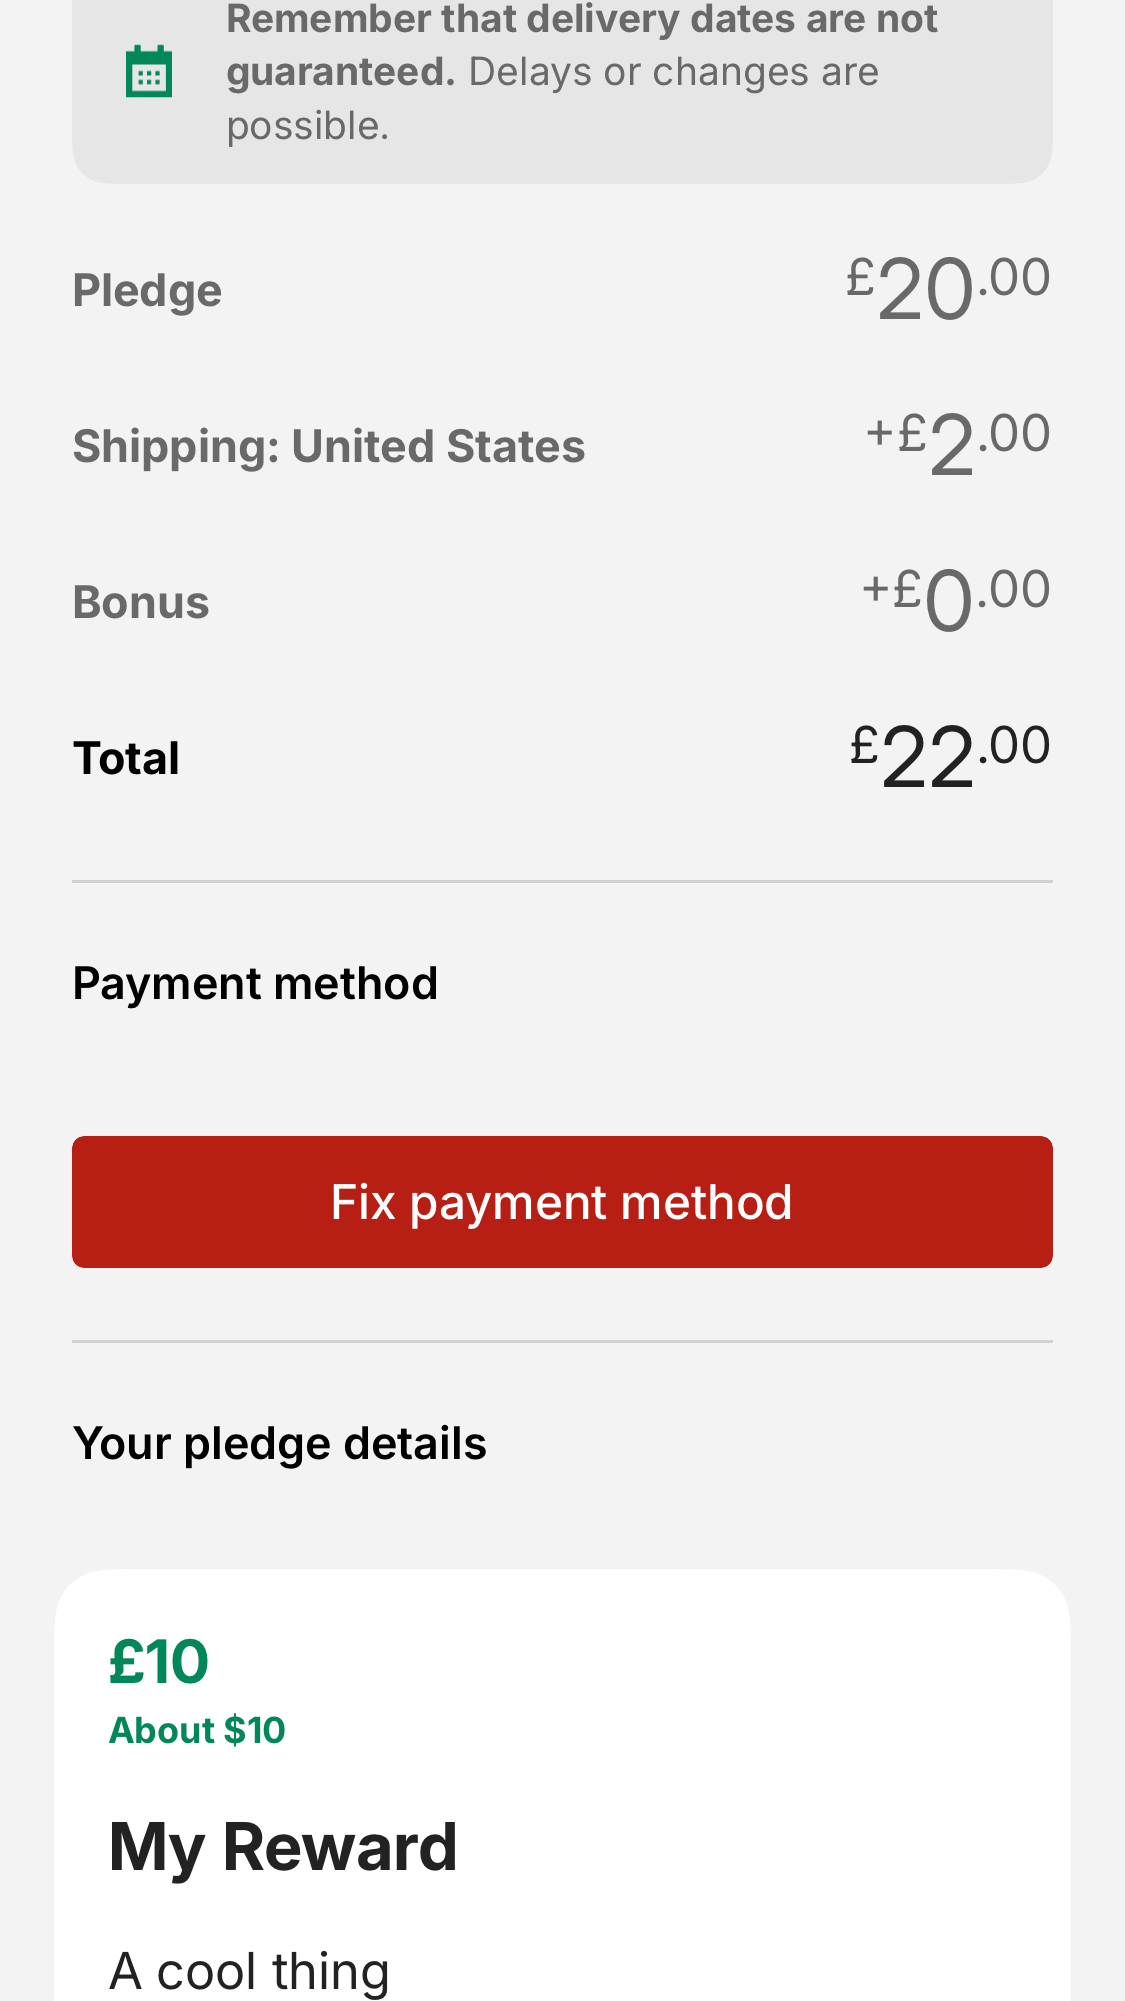 Remember that delivery dates are not
guaranteed. Delays or changes are
possible.
Pledge £20.00
Shipping: United States +£2.00
Bonus +£0.00
Total £22.00
Payment method
Fix payment method
Your pledge details
£10
About $10
My Reward
A cool thing